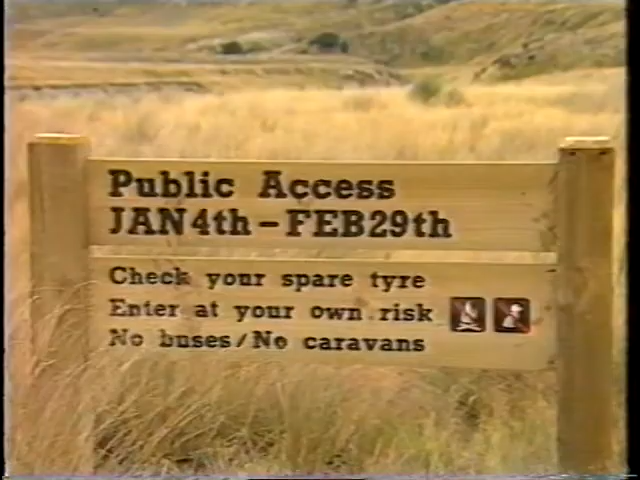 Public Access
JAN4th-FEB29th
Check your spare tyre
Enter at your own risk
No buses/No caravans